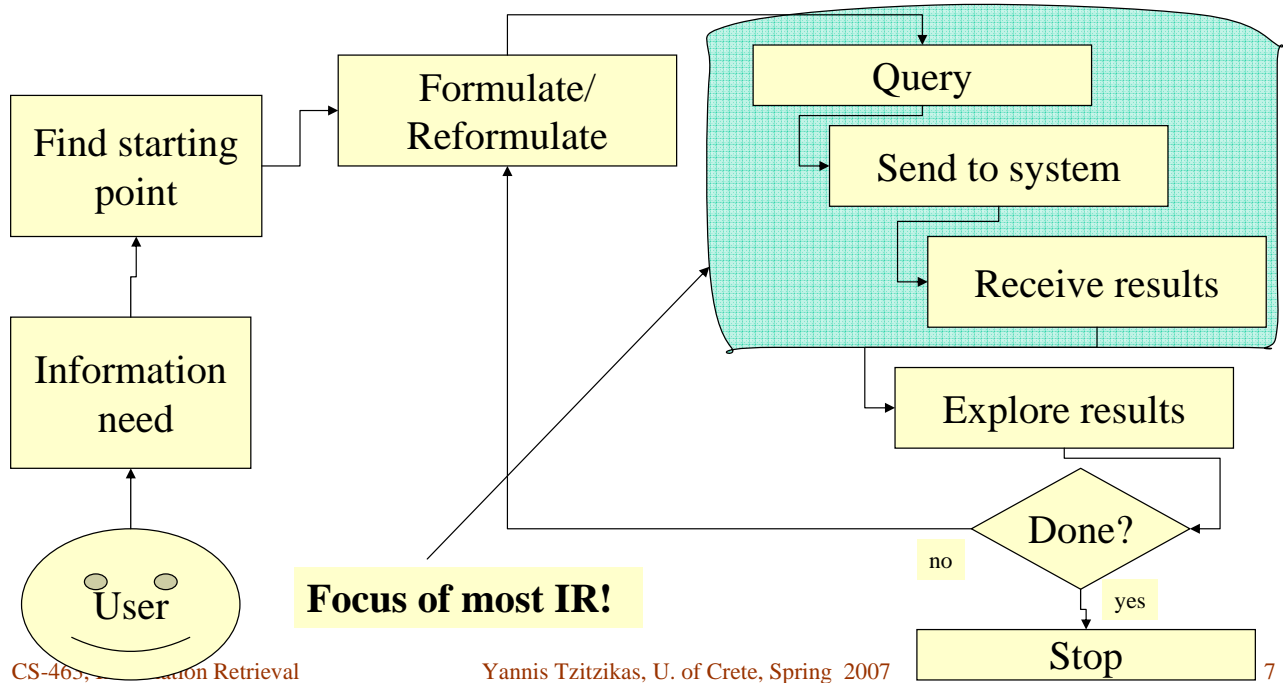 Find starting
point
Formulate/
Reformulate
Query
Send to system
Receive results
Information
need
Explore results
Done?
no
yes
User
Focus of most IR!
Stop
CS-463, Retrieval
Yannis Tzitzikas, U. of Crete, Spring 2007
7